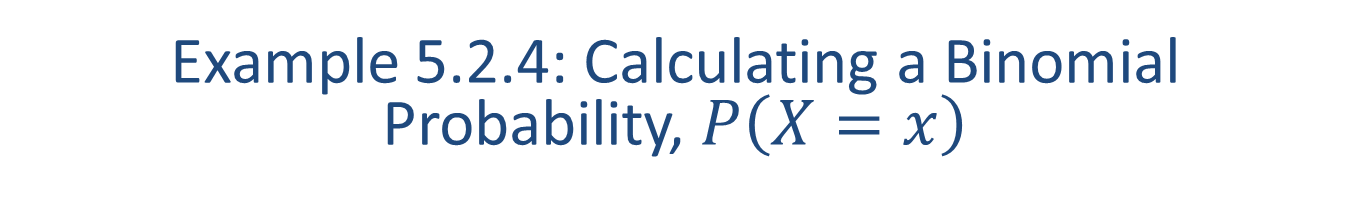 Example 5.2.4: Calculating a Binomial
Probability, 𝑃(𝑋 = 𝑥)